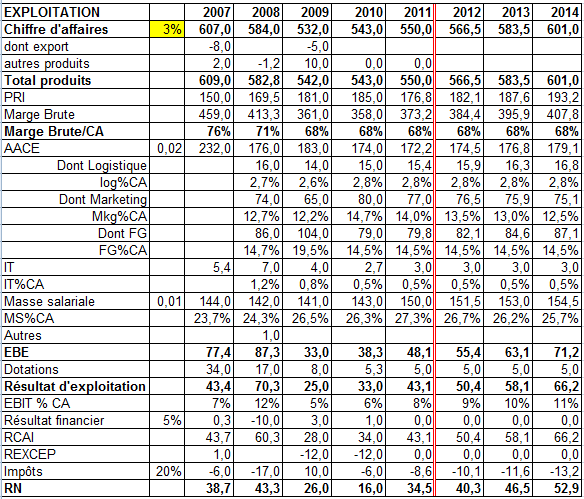 EXPLOITATION 2007 2008 2009 2010 2011 2012 2013 2014
Chiffre d'affaires 3% 607,0 584,0 532,0 543,0 550,0 566,5 583,5 601,0
dont export -8,0 -5,0
autres produits 2,0 -1,2 10,0 0,0 0,0
Total produits 609,0 582,8 542,0 543,0 550,0 566,5 583,5 601,0
PRI 150,0 169,5 181,0 185,0 176,8 182,1 187,6 193,2
Marge Brute 459,0 413,3 361,0 358,0 373,2 384,4 395,9 407,8
Marge Brute/CA 76% 71% 68% 68% 68% 68% 68% 68%
AACE 0,02 232,0 176,0 183,0 174,0 172,2 174,5 176,8 179,1
Dont Logistique 16,0 14,0 15,0 15,4 15,9 16,3 16,8
log%CA 2,7% 2,6% 2,8% 2,8% 2,8% 2,8% 2,8%
Dont Marketing 74,0 65,0 80,0 77,0 76,5 75,9 75,1
Mkg%CA 12,7% 12,2% 14,7% 14,0% 13,5% 13,0% 12,5%
Dont FG 86,0 104,0 79,0 79,8 82,1 84,6 87,1
FG%CA 14,7% 19,5% 14,5% 14,5% 14,5% 14,5% 14,5%
IT 5,4 7,0 4,0 2,7 3,0 3,0 3,0 3,0
IT%CA 1,2% 0,8% 0,5% 0,5% 0,5% 0,5% 0,5%
Masse salariale 0,01 144,0 142,0 141,0 143,0 150,0 151,5 153,0 154,5
MS%CA 23,7% 24,3% 26,5% 26,3% 27,3% 26,7% 26,2% 25,7%
Autres 1,0
EBE 77,4 87,3 33,0 38,3 48,1 55,4 63,1 71,2
Dotations 34,0 17,0 8,0 5,3 5,0 5,0 5,0 5,0
Résultat d'exploitation 43,4 70,3 25,0 33,0 43,1 50,4 58,1 66,2
EBIT % CA 7% 12% 5% 6% 8% 9% 10% 11%
Résultat financier 5% 0,3 -10,0 3,0 1,0 0,0 0,0 0,0 0,0
RCAI 43,7 60,3 28,0 34,0 43,1 50,4 58,1 66,2
REXCEP 1,0 -12,0 -12,0 0,0 0,0 0,0 0,0
Impôts 20% -6,0 -17,0 10,0 -6,0 -8,6 -10,1 -11,6 -13,2
RN 38,7 43,3 26,0 16,0 34,5 40,3 46,5 52,9